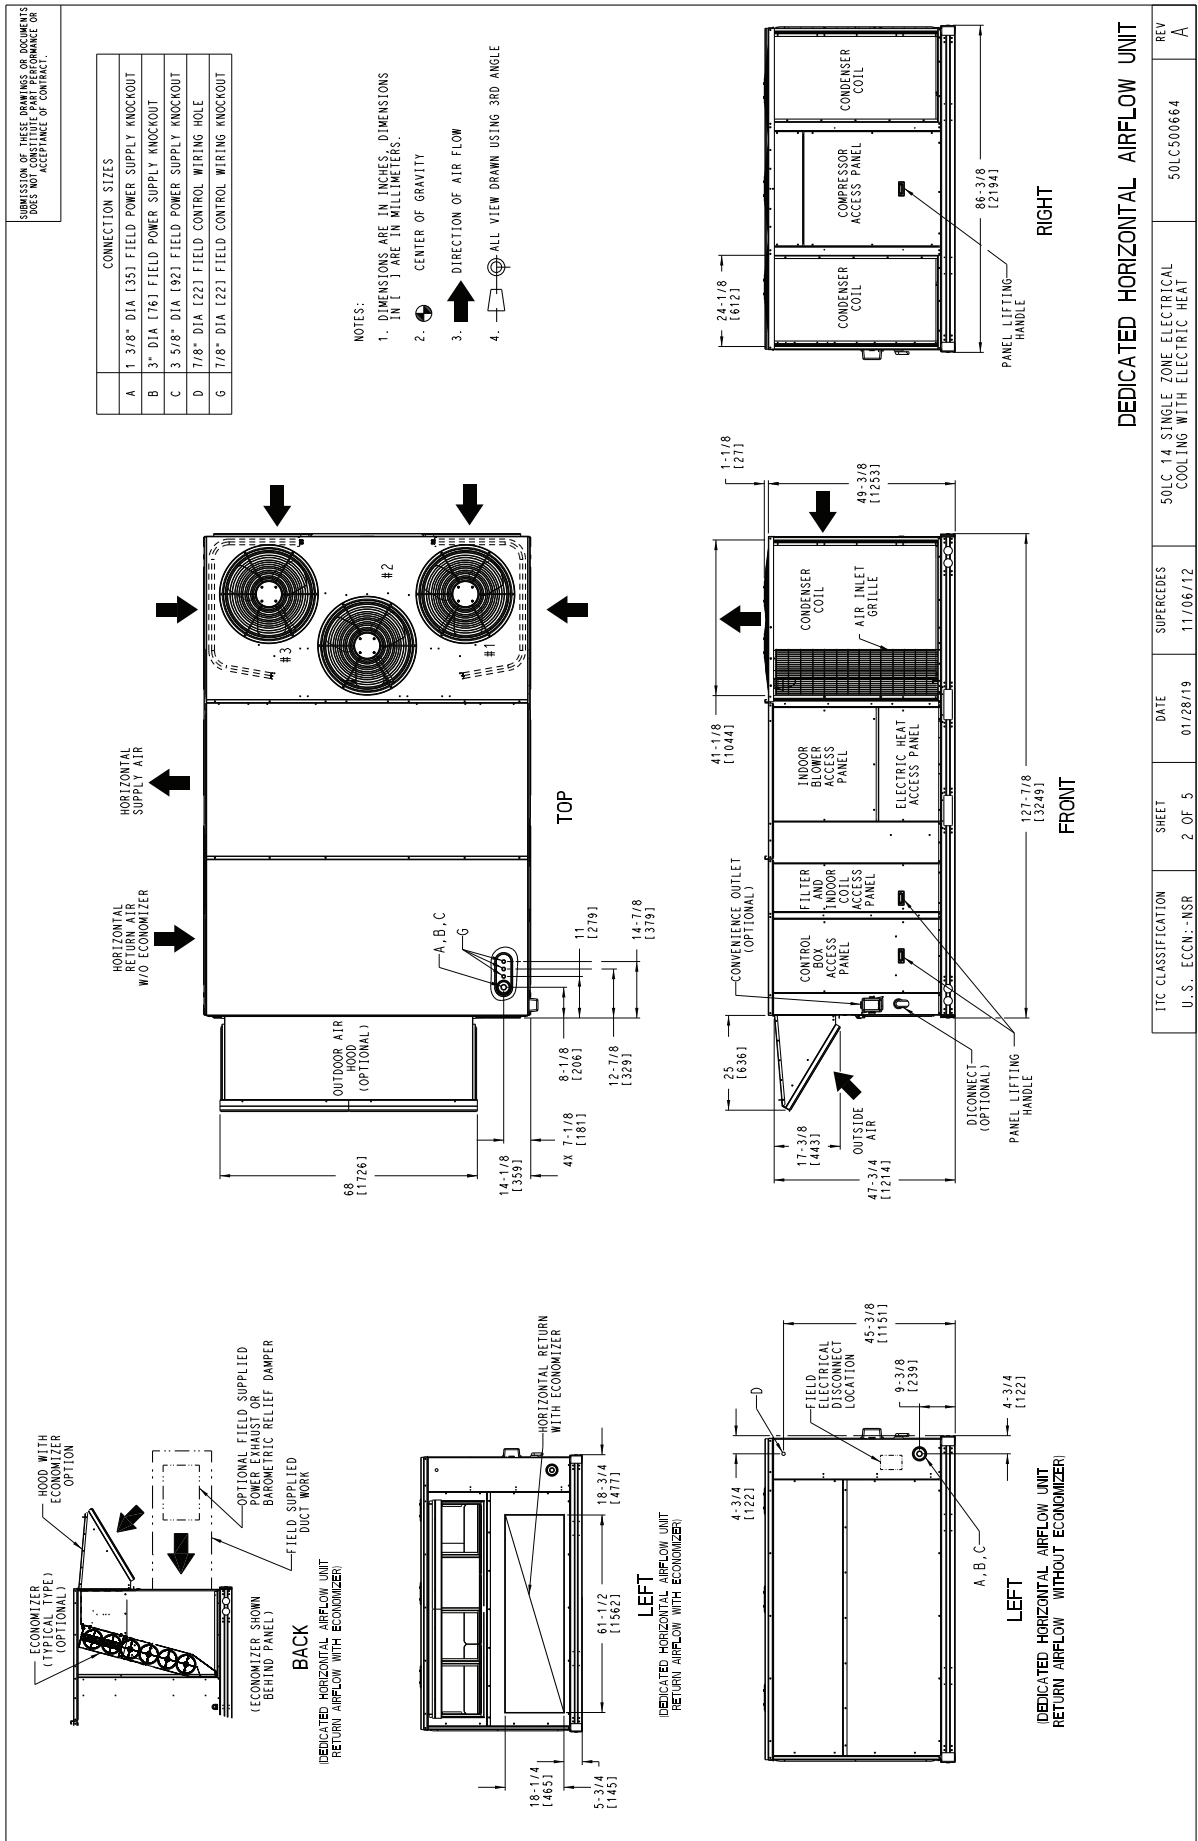 SUBMISSION OF THESE DRAWINGS OR DOCUMENTS
DOES NOT CONSTITUTE PART PERFORMANCE OR
ACCEPTANCE OF CONTRACT.
CONNECTION SIZES
A 1 3/8" DIA [35] FIELD POWER SUPPLY KNOCKOUT
B 3" DIA [76] FIELD POWER SUPPLY KNOCKOUT
C 3 5/8" DIA [92] FIELD POWER SUPPLY KNOCKOUT
D 7/8" DIA [22] FIELD CONTROL WIRING HOLE
G 7/8" DIA [22] FIELD CONTROL WIRING KNOCKOUT
NOTES:
1. DIMENSIONS ARE IN INCHES, DIMENSIONS
IN [ ] ARE IN MILLIMETERS.
2. CENTER OF GRAVITY
3. DIRECTION OF AIR FLOW
4. ALL VIEW DRAWN USING 3RD ANGLE
HORIZONTAL
RETURN AIR
W/O ECONOMIZER
HORIZONTAL
SUPPLY AIR
#3
#2
#1
OUTDOOR AIR
HOOD
(OPTIONAL)
A,B,C
G
68
[1726]
14-1/8
[359]
4X 7-1/8
[181]
8-1/8
[206]
12-7/8
[329]
11
[279]
14-7/8
[379]
TOP
ECONOMIZER
(TYPICAL TYPE)
(OPTIONAL)
HOOD WITH
ECONOMIZER
OPTION
OPTIONAL FIELD SUPPLIED
POWER EXHAUST OR
BAROMETRIC RELIEF DAMPER
FIELD SUPPLIED
DUCT WORK
(ECONOMIZER SHOWN
BEHIND PANEL)
BACK
(DEDICATED HORIZONTAL AIRFLOW UNIT
RETURN AIRFLOW WITH ECONOMIZER)
HORIZONTAL RETURN
WITH ECONOMIZER
18-1/4
[465]
5-3/4
[145]
61-1/2
[1562]
18-3/4
[477]
LEFT
(DEDICATED HORIZONTAL AIRFLOW UNIT
RETURN AIRFLOW WITH ECONOMIZER)
4-3/4
[122]
D
FIELD
ELECTRICAL
DISCONNECT
LOCATION
45-3/8
[1151]
9-3/8
[239]
4-3/4
[122]
A,B,C
LEFT
(DEDICATED HORIZONTAL AIRFLOW UNIT
RETURN AIRFLOW WITHOUT ECONOMIZER)
25
[636]
17-3/8
[443]
47-3/4
[1214]
OUTSIDE
AIR
CONVENIENCE OUTLET
(OPTIONAL)
DICONNECT
(OPTIONAL)
PANEL LIFTING
HANDLE
CONTROL
BOX
ACCESS
PANEL
FILTER
AND
INDOOR
COIL
ACCESS
PANEL
INDOOR
BLOWER
ACCESS
PANEL
ELECTRIC HEAT
ACCESS PANEL
CONDENSER
COIL
AIR INLET
GRILLE
41-1/8
[1044]
1-1/8
[27]
49-3/8
[1253]
127-7/8
[3249]
FRONT
24-1/8
[612]
CONDENSER
COIL
COMPRESSOR
ACCESS PANEL
CONDENSER
COIL
PANEL LIFTING
HANDLE
86-3/8
[2194]
RIGHT
DEDICATED HORIZONTAL AIRFLOW UNIT
ITC CLASSIFICATION
U.S. ECCN:-NSR
SHEET
2 OF 5
DATE
01/28/19
SUPERCEDES
11/06/12
50LC 14 SINGLE ZONE ELECTRICAL
COOLING WITH ELECTRIC HEAT
50LC500664
REV
A